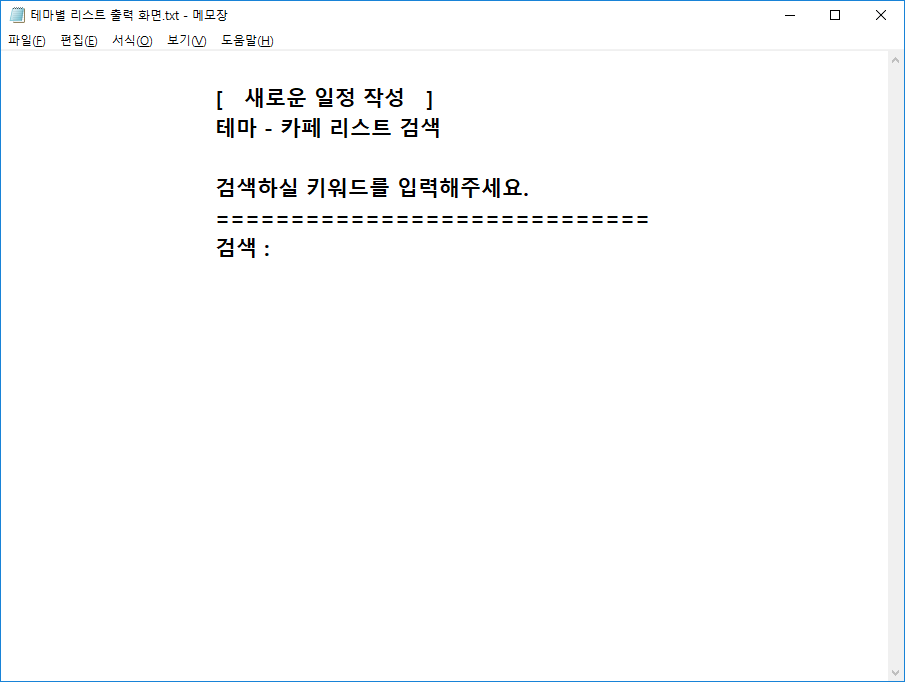 테마별 리스트 출력 화면.txt - 메모장
파일(F) 편집(E) 서식(O) 보기(V) 도움말(H)
[ 새로운 일정 작성 ]
테마 - 카페 리스트 검색
검색하실 키워드를 입력해주세요.
=============================
검색 :